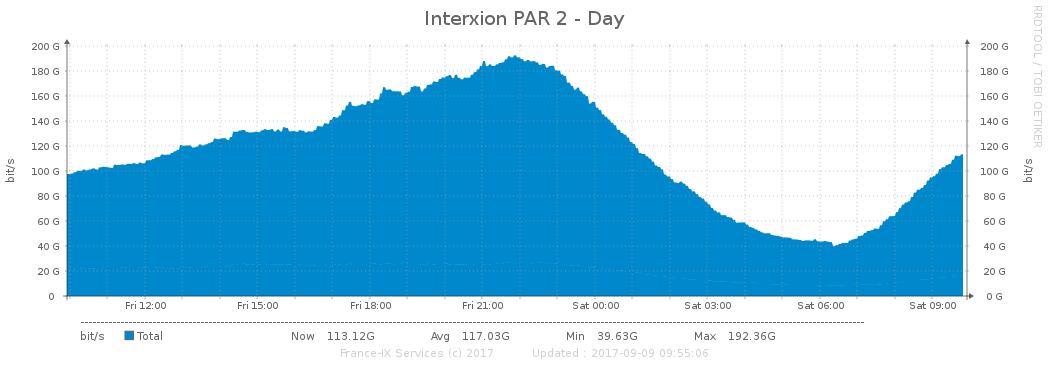 Interxion PAR 2 - Day
RRDTOOL / TOBI OETIKER
200 G 200 G
180 G 180 G
160 G 160 G
140 G 140 G
120 G 120 G
100 G 100 G
80 G 80 G
60 G 60 G
40 G 40 G
20 G 20 G
0 0 G
bit/s bit/s
Fri 12:00 Fri 15:00 Fri 18:00 Fri 21:00 Sat 00:00 Sat 03:00 Sat 06:00 Sat 09:00
bit/s Total Now 113.12G Avg 117.03G Min 39.63G Max 192.36G
France-IX Services (c) 2017 Updated : 2017-09-09 09:55:06